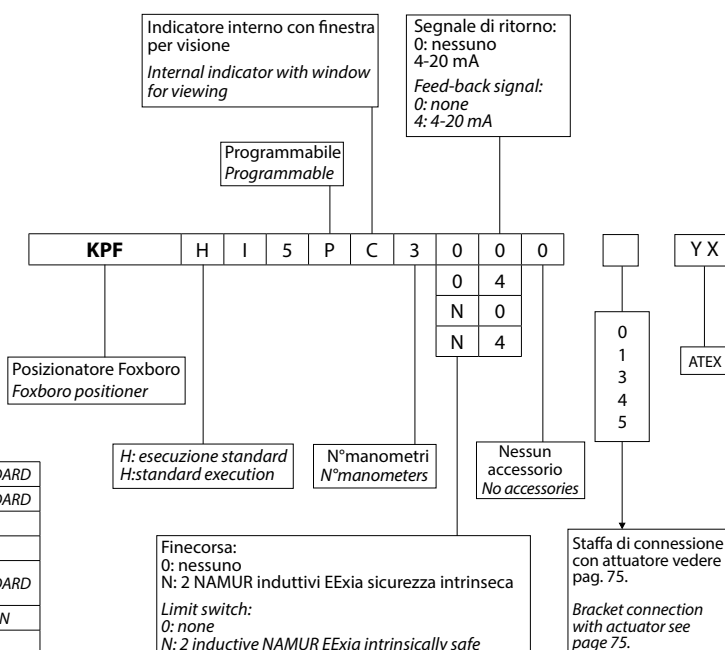 Indicatore interno con finestra
per visione
Internal indicator with window
for viewing
Segnale di ritorno:
0: nessuno
4-20 mA
Feed-back signal:
0: none
4: 4-20 mA
Programmabile
Programmable
KPF H I 5 P C 3 0 0 0
0 4
N 0
N 4
Y X
0
1
3
4
5
ATEX
Posizionatore Foxboro
Foxboro positioner
H: esecuzione standard
H:standard execution
N°manometri
N°manometers
Nessun
accessorio
No accessories
Finecorsa:
0: nessuno
N: 2 NAMUR induttivi EExia sicurezza intrinseca
Limit switch:
0: none
N: 2 inductive NAMUR EExia intrinsically safe
Staffa di connessione
con attuatore vedere
pag. 75.
Bracket connection
with actuator see
page 75.